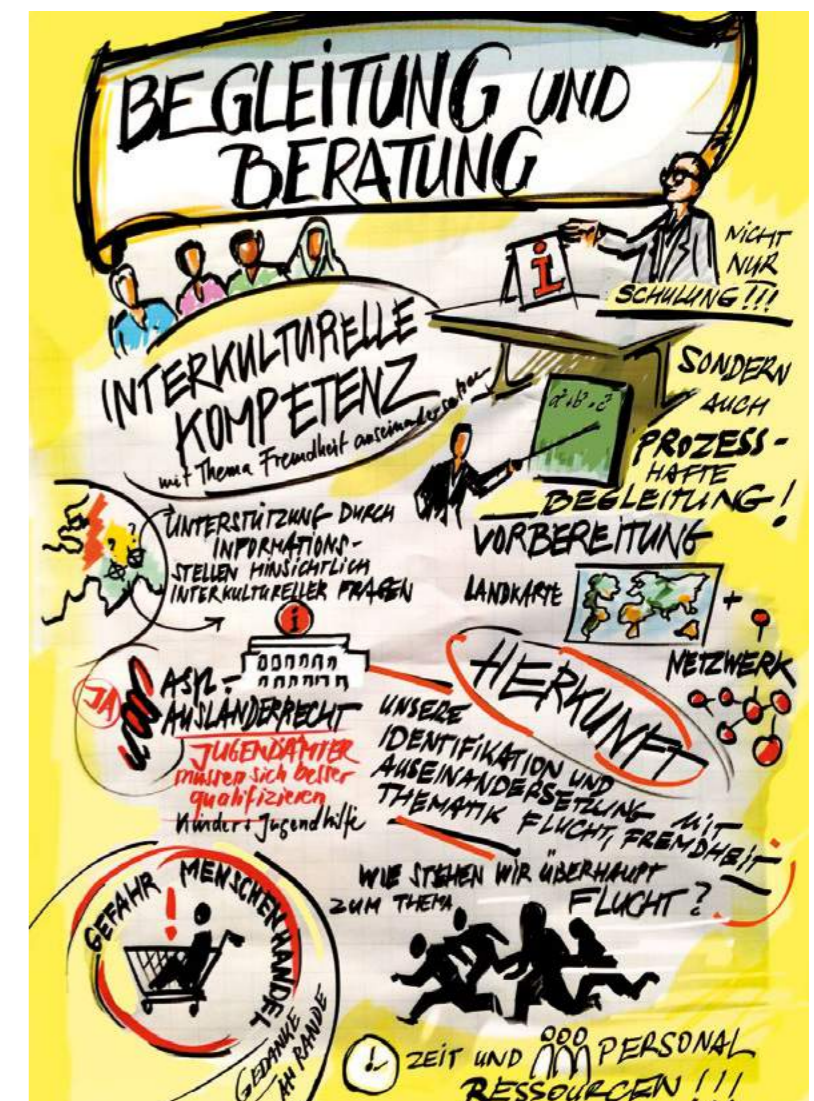 BEGLEITUNG UND
BERATUNG
NICHT
NUR
SCHULUNG!!!
i
INTERKULTURELLE
KOMPETENZ
mit Thema Fremdheit auseinandersetzen
SONDERN
AUCH
PROZESS-
HAFTE
BEGLEITUNG!
a²+b²=c²
UNTERSTÜTZUNG DURCH
INFORMATIONS-
STELLEN HINSICHTLICH
INTERKULTURELLER FRAGEN
i
VORBEREITUNG
LANDKARTE
+
NETZWERK
HERKUNFT
JA
ASYL-
AUSLÄNDERRECHT
JUGENDÄMTER
müssen sich besser
qualifizieren
Kinder+Jugendhilfe
UNSERE
IDENTIFIKATION UND
AUSEINANDERSETZUNG MIT
THEMATIK FLUCHT, FREMDHEIT
WIE STEHEN WIR ÜBERHAUPT
ZUM THEMA FLUCHT?
GEFAHR MENSCHENHANDEL
!
GEDANKE
AM RANDE
ZEIT UND PERSONAL
RESSOURCEN!!!